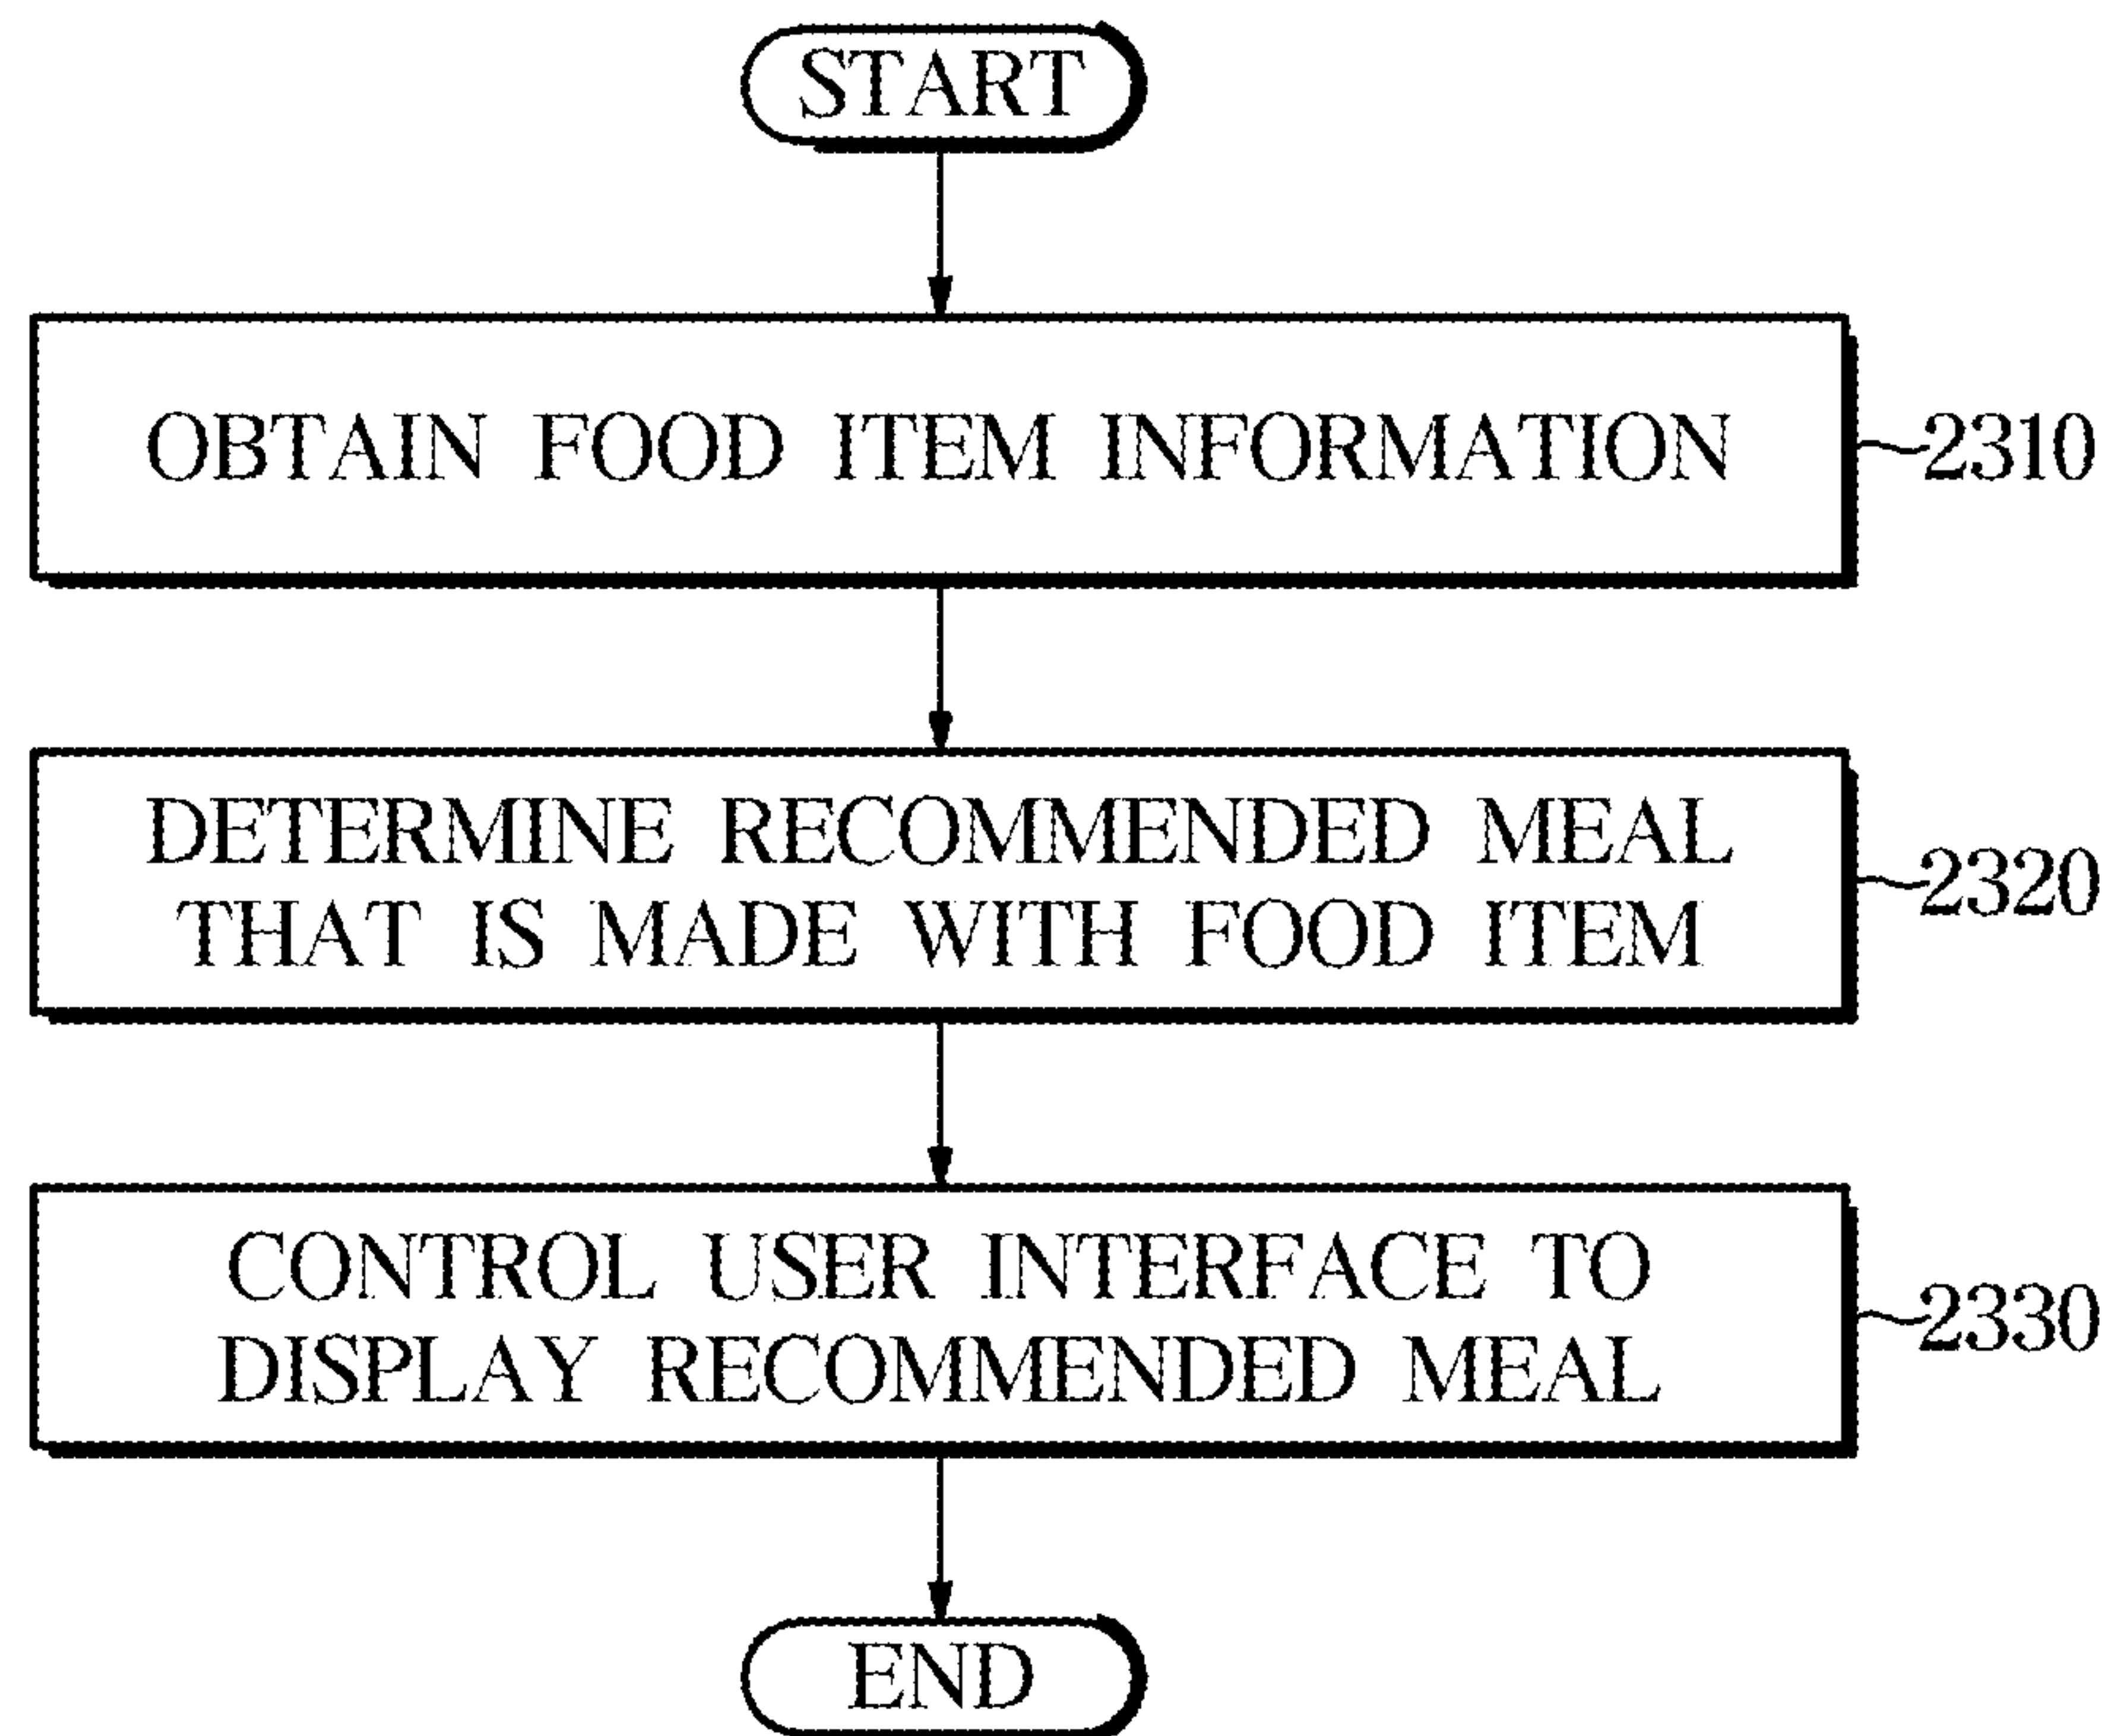 START
OBTAIN FOOD ITEM INFORMATION
2310
DETERMINE RECOMMENDED MEAL
THAT IS MADE WITH FOOD ITEM
2320
CONTROL USER INTERFACE TO
DISPLAY RECOMMENDED MEAL
2330
END